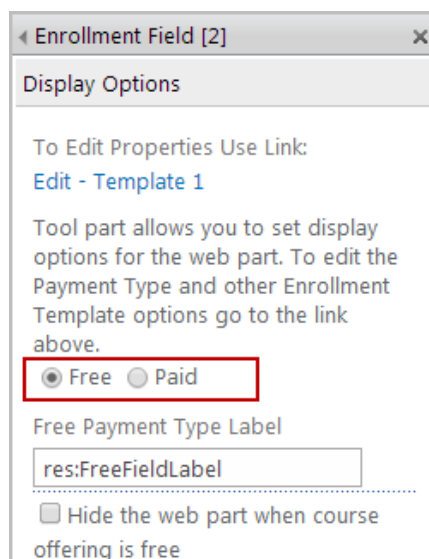 Enrollment Field [2]
Display Options
To Edit Properties Use Link:
Edit - Template 1
Tool part allows you to set display
options for the web part. To edit the
Payment Type and other Enrollment
Template options go to the link
above.
Free Paid
Free Payment Type Label
res:FreeFieldLabel
Hide the web part when course
offering is free